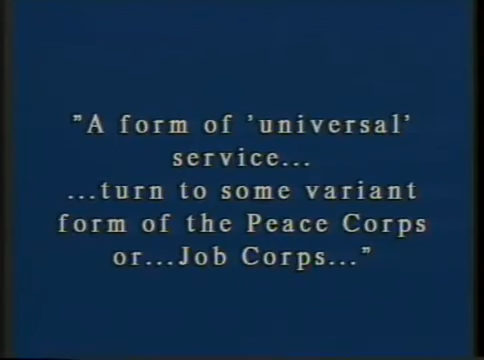 "A form of 'universal'
service...
...turn to some variant
form of the Peace Corps
or...Job Corps..."